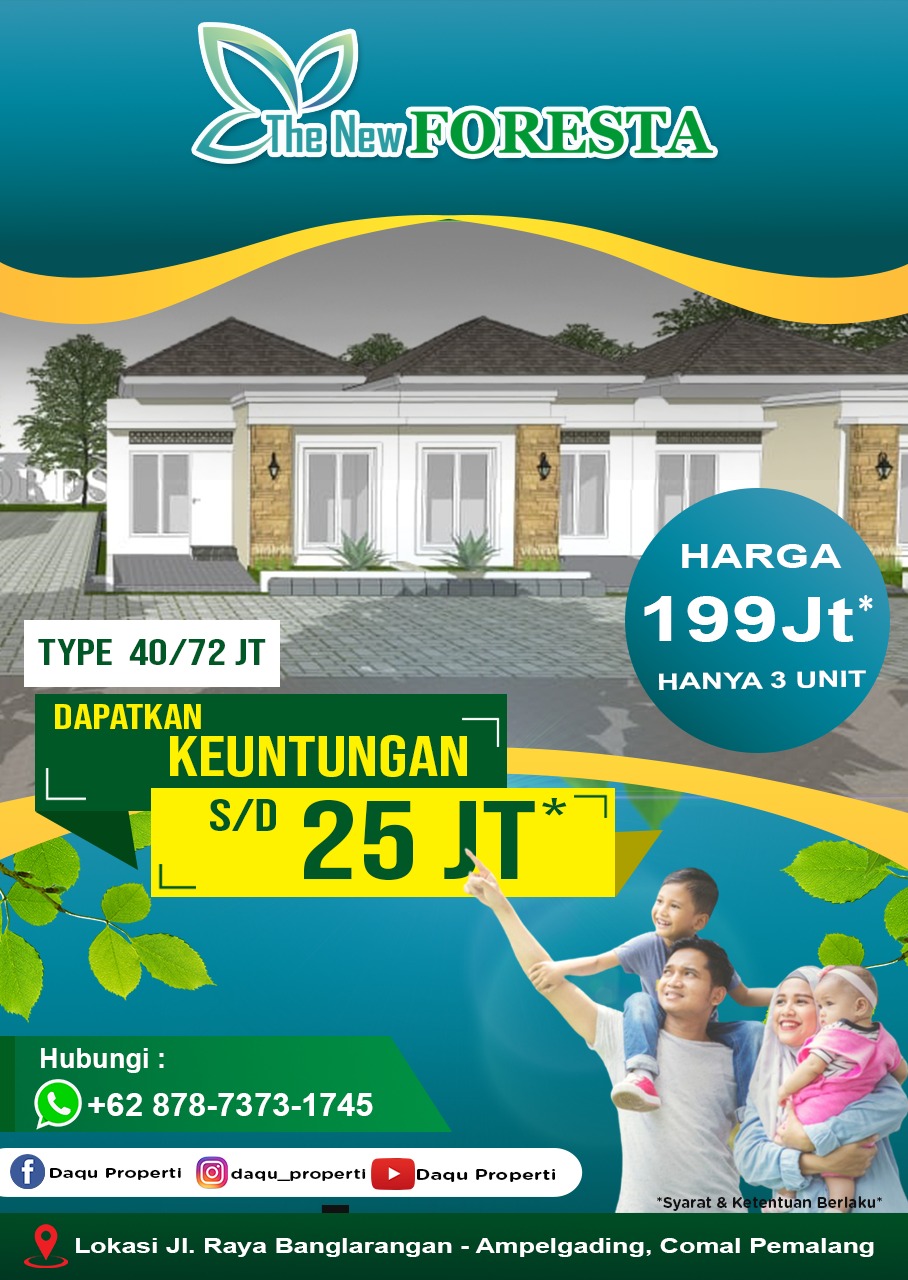 The New FORESTA
ORES
HARGA
199Jt*
HANYA 3 UNIT
TYPE 40/72 JT
DAPATKAN
KEUNTUNGAN
S/D 25 JT*
Hubungi :
+62 878-7373-1745
Daqu Properti daqu_properti Daqu Properti
*Syarat & Ketentuan Berlaku*
Lokasi Jl. Raya Banglarangan - Ampelgading, Comal Pemalang